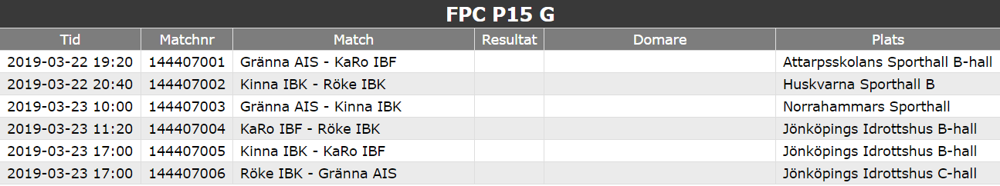 FPC P15 G
Tid Matchnr Match Resultat Domare Plats
2019-03-22 19:20 144407001 Gränna AIS - KaRo IBF Attarpsskolans Sporthall B-hall
2019-03-22 20:40 144407002 Kinna IBK - Röke IBK Huskvarna Sporthall B
2019-03-23 10:00 144407003 Gränna AIS - Kinna IBK Norrahammars Sporthall
2019-03-23 11:20 144407004 KaRo IBF - Röke IBK Jönköpings Idrottshus B-hall
2019-03-23 17:00 144407005 Kinna IBK - KaRo IBF Jönköpings Idrottshus B-hall
2019-03-23 17:00 144407006 Röke IBK - Gränna AIS Jönköpings Idrottshus C-hall